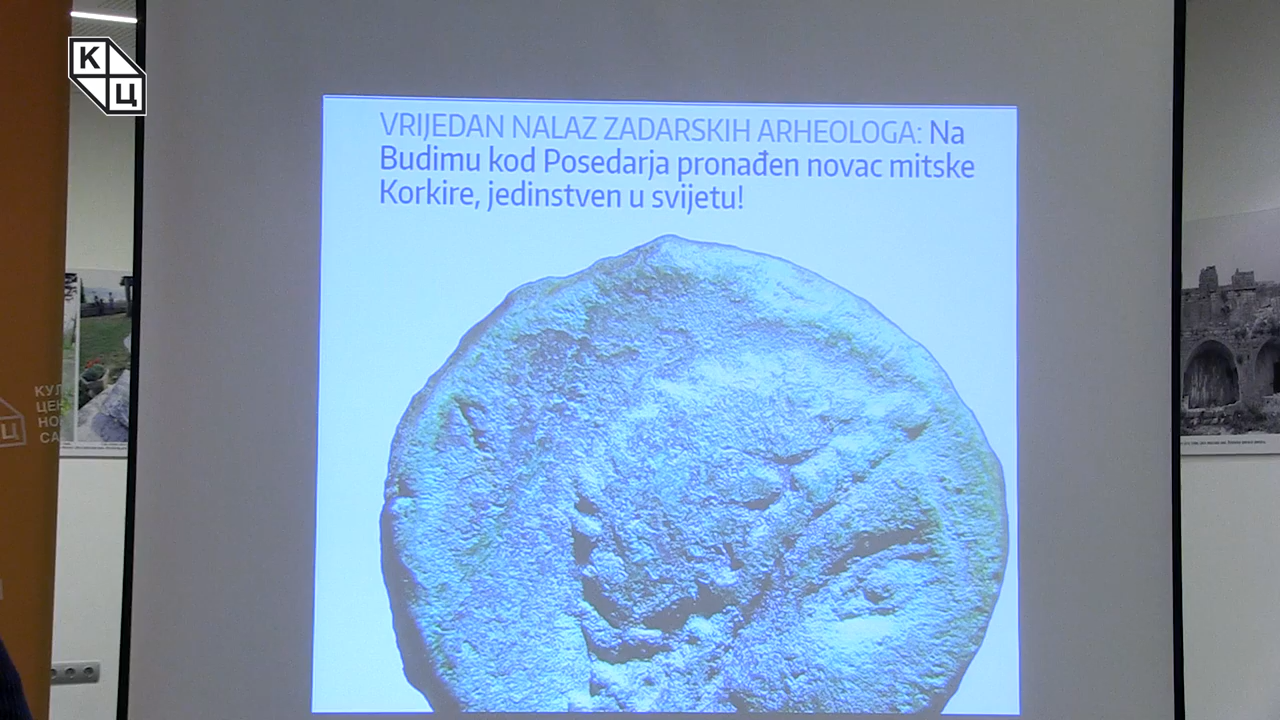 К
Ц
VRIJEDAN NALAZ ZADARSKIH ARHEOLOGA: Na
Budimu kod Posedarja pronađen novac mitske
Korkire, jedinstven u svijetu!
Ц